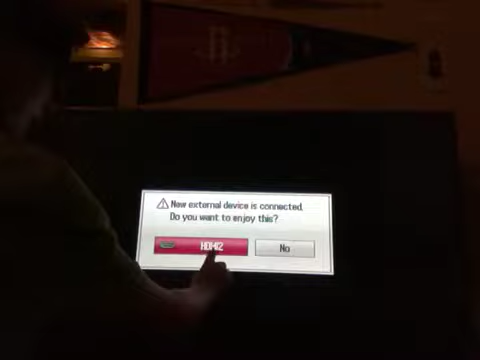 New external device is connected.
Do you want to enjoy this?
HDMI2
No